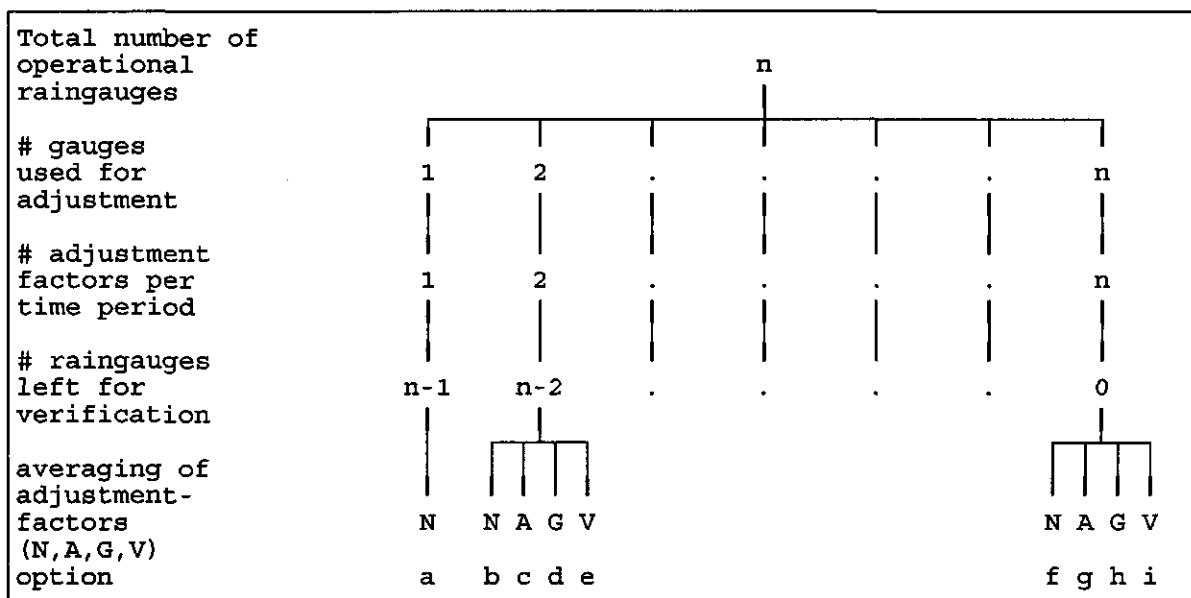 Total number of
operational n
raingauges
# gauges
used for 1 2 . . . . n
adjustment
# adjustment
factors per 1 2 . . . . n
time period
# raingauges
left for n-1 n-2 . . . . 0
verification
averaging of
adjustment-
factors N N A G V N A G V
(N,A,G,V)
option a b c d e f g h i